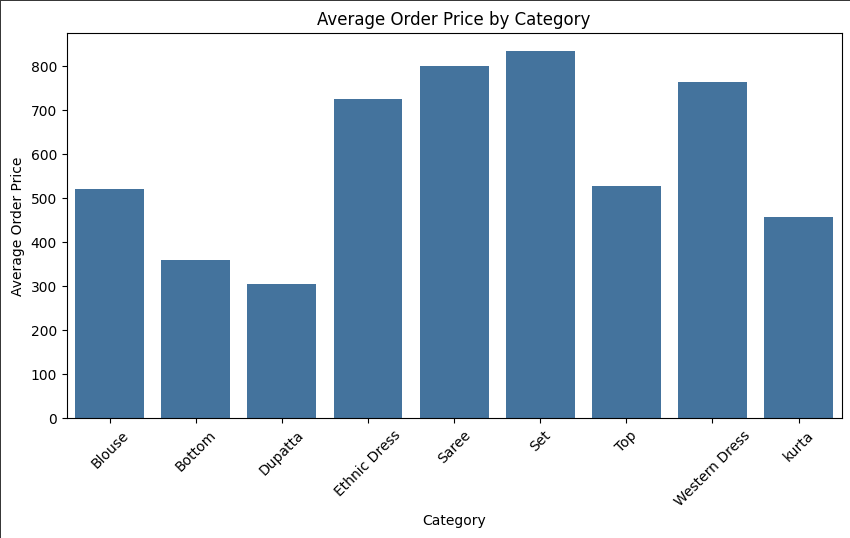 Average Order Price by Category
Average Order Price
800
700
600
500
400
300
200
100
0
Blouse
Bottom
Dupatta
Ethnic Dress
Saree
Set
Top
Western Dress
kurta
Category